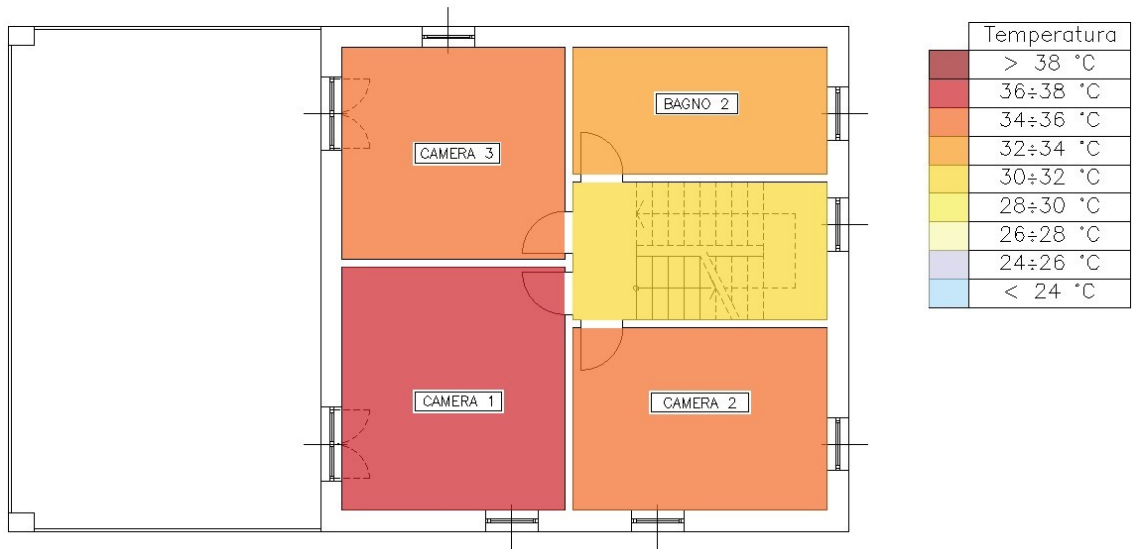 BAGNO 2
CAMERA 3
CAMERA 1
CAMERA 2
Temperatura
> 38 °C
36÷38 °C
34÷36 °C
32÷34 °C
30÷32 °C
28÷30 °C
26÷28 °C
24÷26 °C
< 24 °C